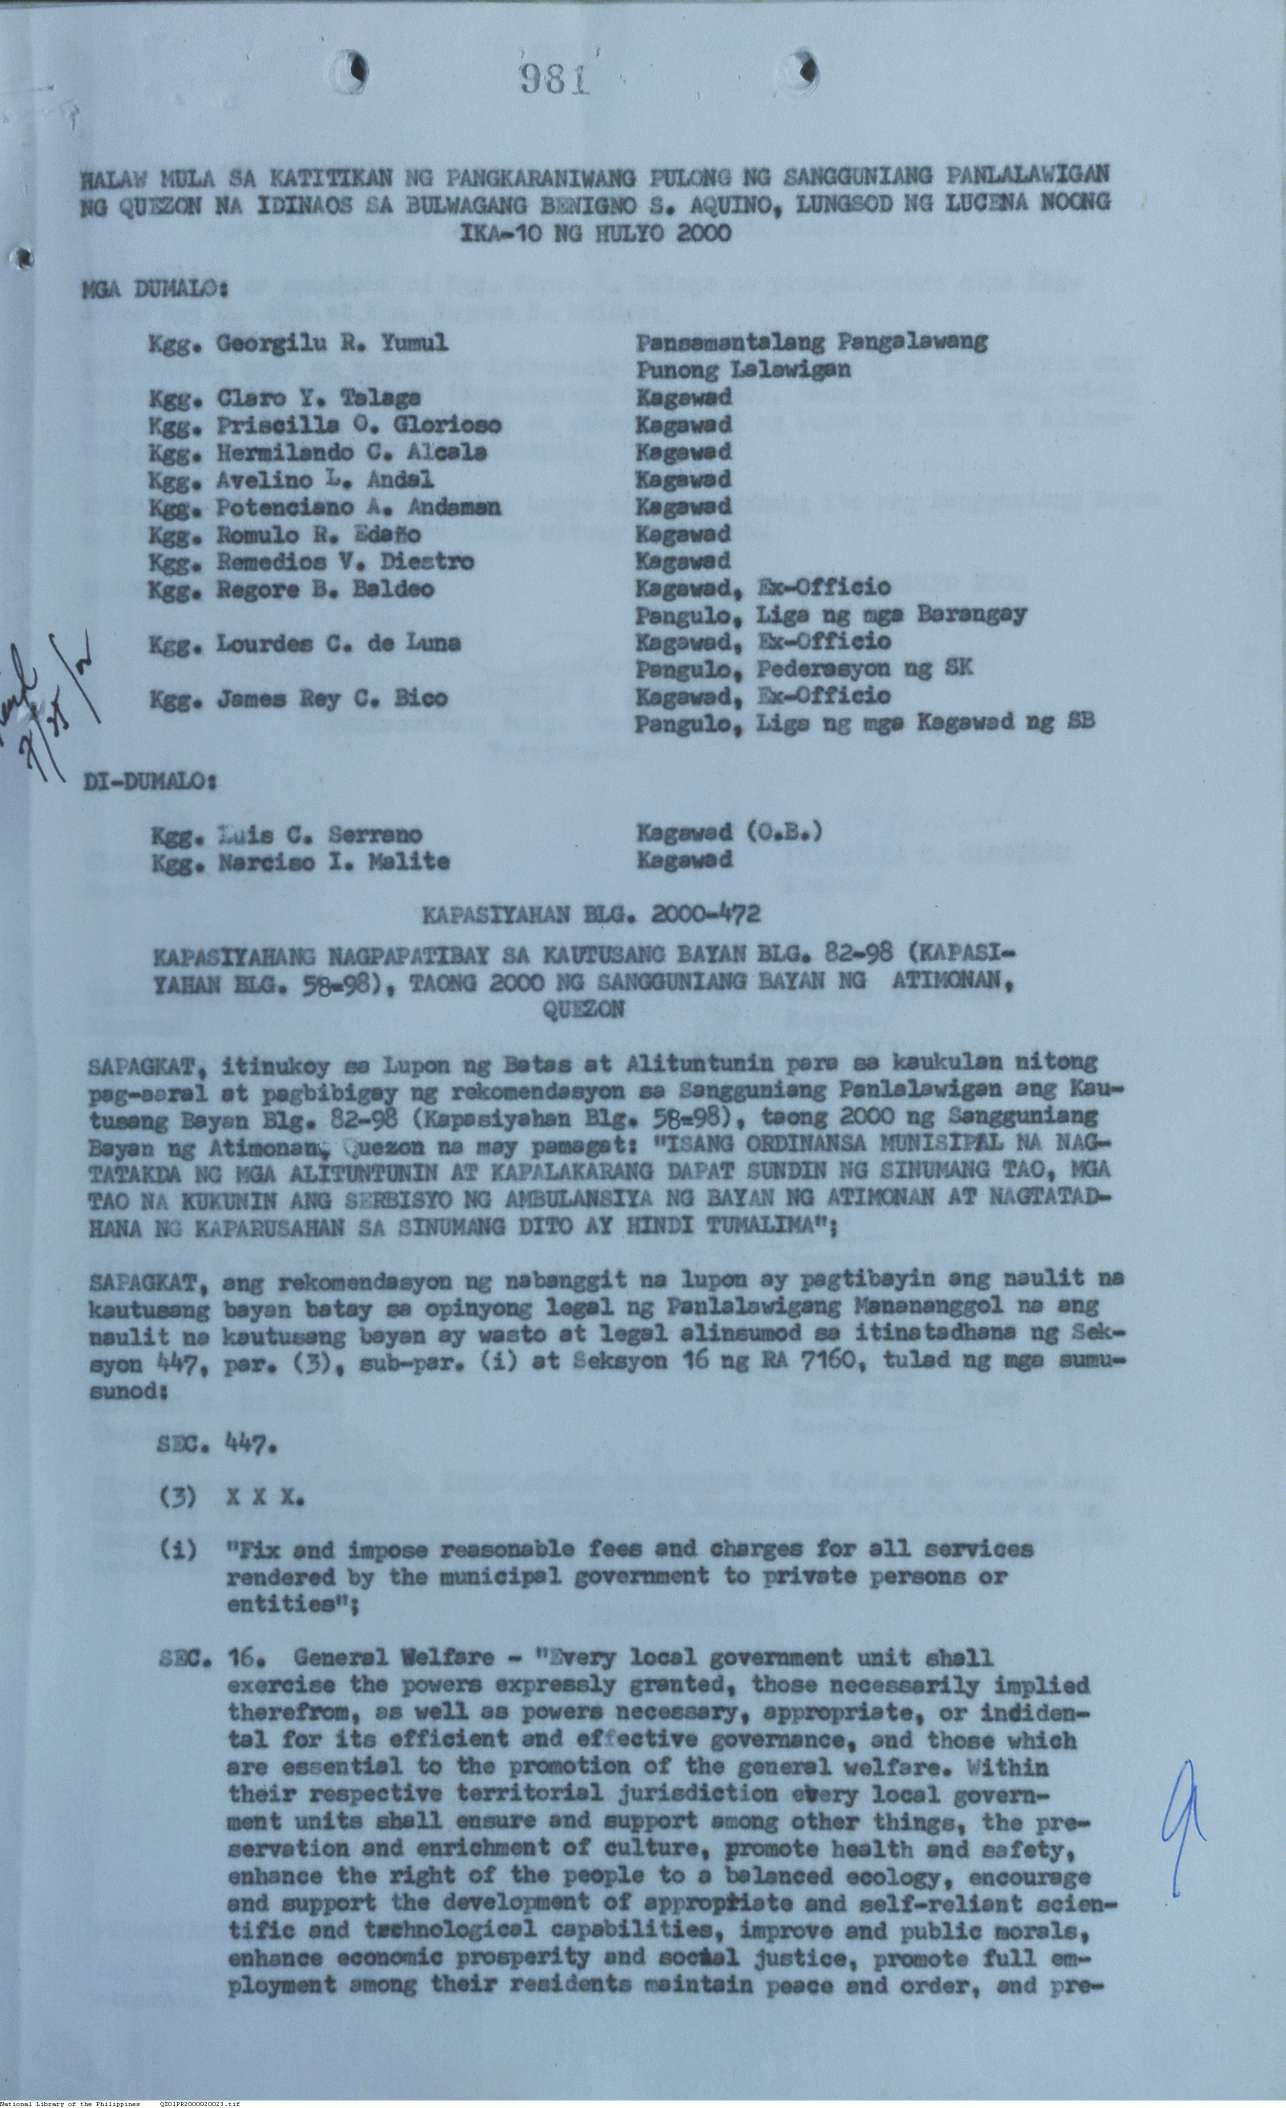 981
HALAW MULA SA KATITIKAN NG PANGKARANIWANG PULONG NG SANGGUNIANG PANLALAWIGAN
NG QUEZON NA IDINAOS SA BULWAGANG BENIGNO S. AQUINO, LUNGSOD NG LUCENA NOONG
IKA-10 NG HULYO 2000
MGA DUMALO:
Kgg. Georgilu R. Yumul Pansamantalang Pangalawang
Punong Lalawigan
Kgg. Claro Y. Talaga Kagawad
Kgg. Priscilla O. Glorioso Kagawad
Kgg. Hermilando C. Alcala Kagawad
Kgg. Avelino L. Andal Kagawad
Kgg. Potenciano A. Andaman Kagawad
Kgg. Romulo R. Edaño Kagawad
Kgg. Remedios V. Diestro Kagawad
Kgg. Regore B. Baldeo Kagawad, Ex-Officio
Pangulo, Liga ng mga Barangay
Kgg. Lourdes C. de Luna Kagawad, Ex-Officio
Pangulo, Pederasyon ng SK
Kgg. James Rey C. Bico Kagawad, Ex-Officio
Pangulo, Liga ng mga Kagawad ng SB
DI-DUMALO:
Kgg. Luis C. Serrano Kagawad (O.B.)
Kgg. Narciso I. Malite Kagawad
KAPASIYAHAN BLG. 2000-472
KAPASIYAHANG NAGPAPATIBAY SA KAUTUSANG BAYAN BLG. 82-98 (KAPASI-
YAHAN BLG. 58-98), TAONG 2000 NG SANGGUNIANG BAYAN NG ATIMONAN,
QUEZON
SAPAGKAT, itinukoy sa Lupon ng Batas at Alituntunin para sa kaukulan nitong
pag-aaral at pagbibigay ng rekomendasyon sa Sangguniang Panlalawigan ang Kau-
tusang Bayan Blg. 82-98 (Kapasiyahan Blg. 58-98), taong 2000 ng Sangguniang
Bayan ng Atimonan, Quezon na may pamagat: "ISANG ORDINANSA MUNISIPAL NA NAG-
TATAKDA NG MGA ALITUNTUNIN AT KAPALAKARANG DAPAT SUNDIN NG SINUMANG TAO, MGA
TAO NA KUKUNIN ANG SERBISYO NG AMBULANSIYA NG BAYAN NG ATIMONAN AT NAGTATAD-
HANA NG KAPARUSAHAN SA SINUMANG DITO AY HINDI TUMALIMA";
SAPAGKAT, ang rekomendasyon ng nabanggit na lupon ay pagtibayin ang naulit na
kautusang bayan batay sa opinyong legal ng Panlalawigang Manananggol na ang
naulit na kautusang bayan ay wasto at legal alinsumod sa itinatadhana ng Sek-
syon 447, par. (3), sub-par. (i) at Seksyon 16 ng RA 7160, tulad ng mga sumu-
sunod:
SEC. 447.
(3) X X X.
(i) "Fix and impose reasonable fees and charges for all services
rendered by the municipal government to private persons or
entities";
SEC. 16. General Welfare - "Every local government unit shall
exercise the powers expressly granted, those necessarily implied
therefrom, as well as powers necessary, appropriate, or indiden-
tal for its efficient and effective governance, and those which
are essential to the promotion of the general welfare. Within
their respective territorial jurisdiction every local govern-
ment units shall ensure and support among other things, the pre-
servation and enrichment of culture, promote health and safety,
enhance the right of the people to a balanced ecology, encourage
and support the development of appropriate and self-reliant scien-
tific and technological capabilities, improve and public morals,
enhance economic prosperity and social justice, promote full em-
ployment among their residents maintain peace and order, and pre-
National Library of the Philippines QZ01PR2000020023.tif